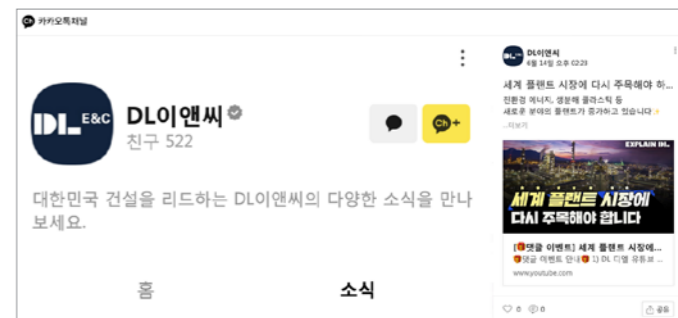 카카오톡채널
DL E&C
DL이앤씨
친구 522
Ch+
대한민국 건설을 리드하는 DL이앤씨의 다양한 소식을 만나
보세요.
홈
소식
DL이앤씨
4월 14일 오후 02:23
세계 플랜트 시장에 다시 주목해야 하...
친환경 에너지, 생분해 플라스틱 등
새로운 분야의 플랜트가 증가하고 있습니다
...더보기
EXPLAIN IN..
세계 플랜트 시장에
다시 주목해야 합니다
[🎁댓글 이벤트] 세계 플랜트 시장에...
🎁댓글 이벤트 안내🎁 1) DL 디엘 유튜브 ...
www.youtube.com
0 0 공유